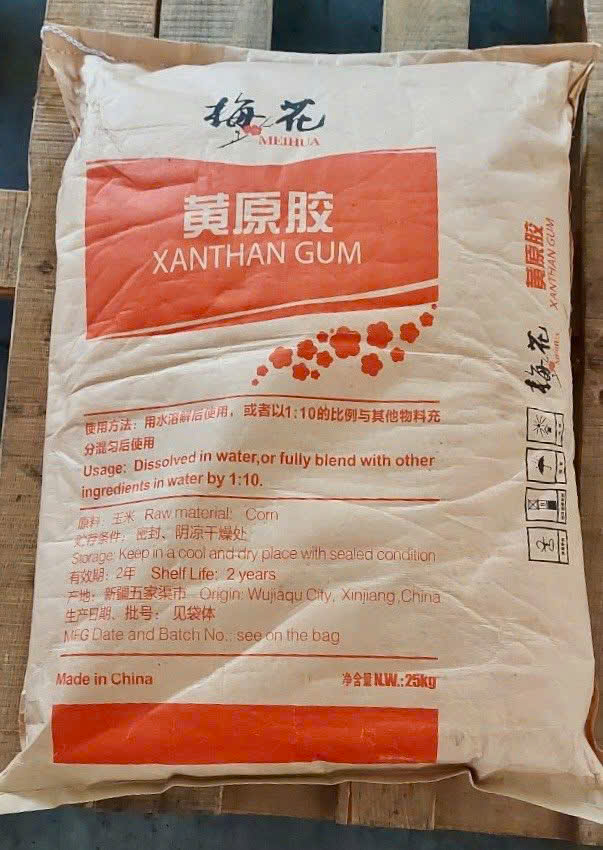 梅花
MEIHUA
黄原胶
XANTHAN GUM
使用方法：用水溶解后使用，或者以1:10的比例与其他物料充
分混匀后使用
Usage: Dissolved in water,or fully blend with other
ingredients in water by 1:10.
原料 玉米 Raw material: Corn
贮存条件：密封、阴凉干燥处
Storage: Keep in a cool and dry place with sealed condition
有效期：2年 Shelf Life: 2 years
产地：新疆五家渠市 Origin: Wujiaqu City, Xinjiang,China
生产日期、批号：见袋体
MFG Date and Batch No.: see on the bag
Made in China
净含量N.W.:25kg
黄原胶
XANTHAN GUM
梅花
MEIHUA